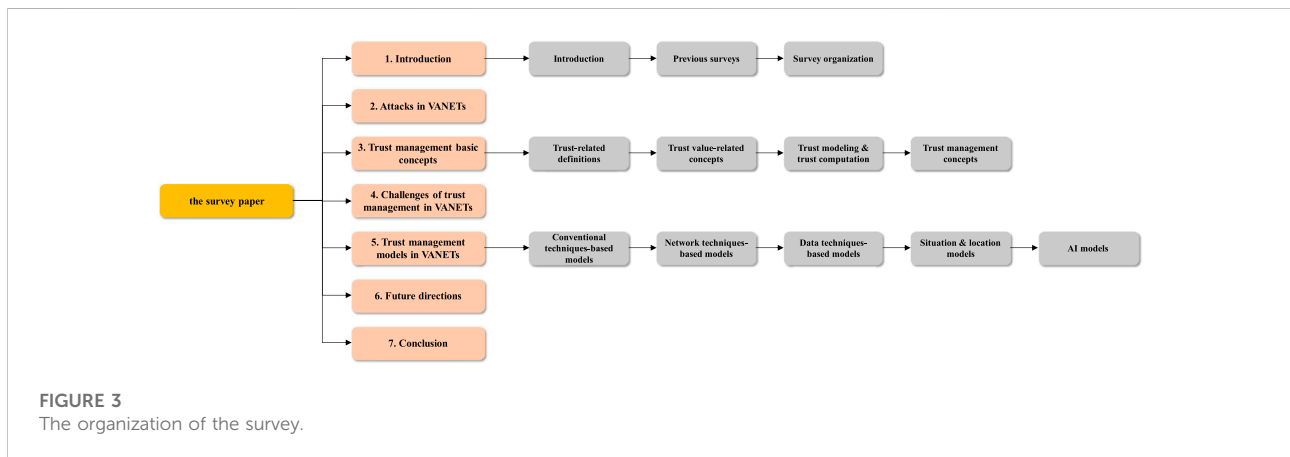 1. Introduction
Introduction
Previous surveys
Survey organization
2. Attacks in VANETs
3. Trust management basic
concepts
Trust-related
definitions
Trust value-related
concepts
Trust modeling &
trust computation
Trust management
concepts
the survey paper
4. Challenges of trust
management in VANETs
5. Trust management
models in VANETs
Conventional
techniques-based
models
Network techniques-
based models
Data techniques-
based models
Situation & location
models
AI models
6. Future directions
7. Conclusion
FIGURE 3
The organization of the survey.